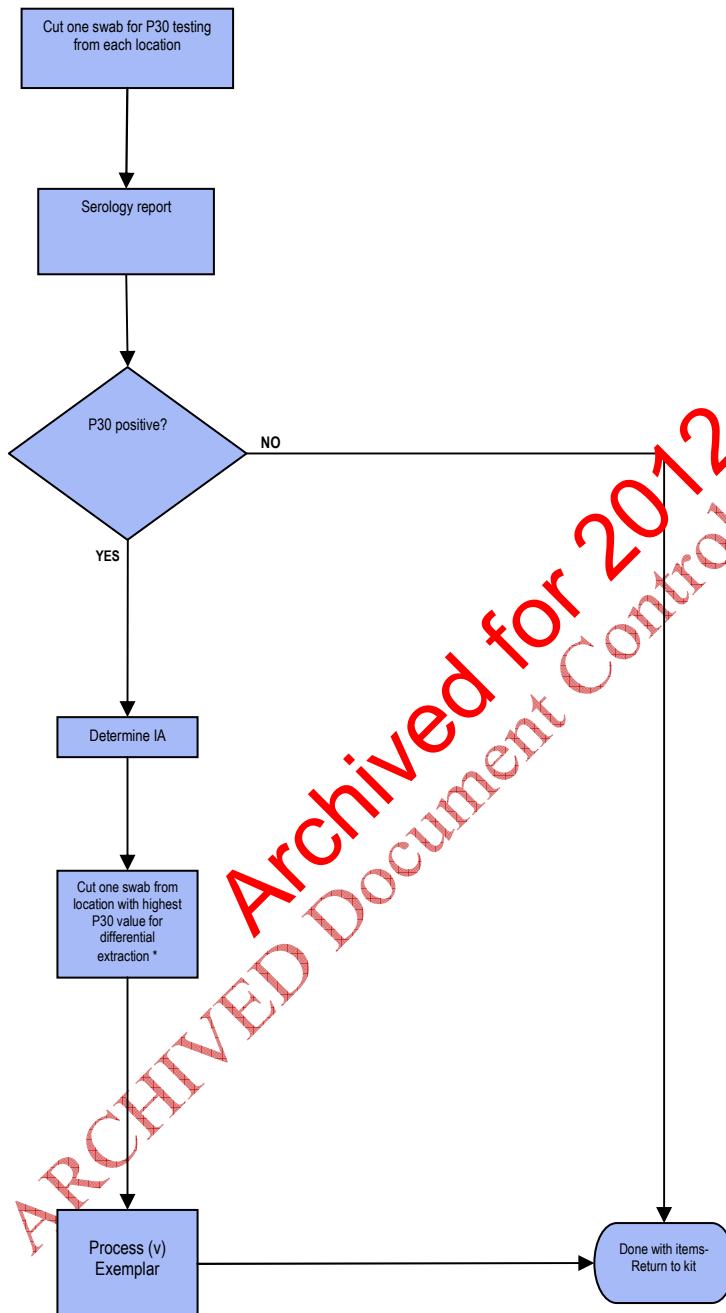 Cut one swab for P30 testing
from each location
Serology report
P30 positive?
NO
YES
Determine IA
Cut one swab from
location with highest
P30 value for
differential
extraction *
Process (v)
Exemplar
Done with items-
Return to kit
Archived for 2012
ARCHIVED Document Control